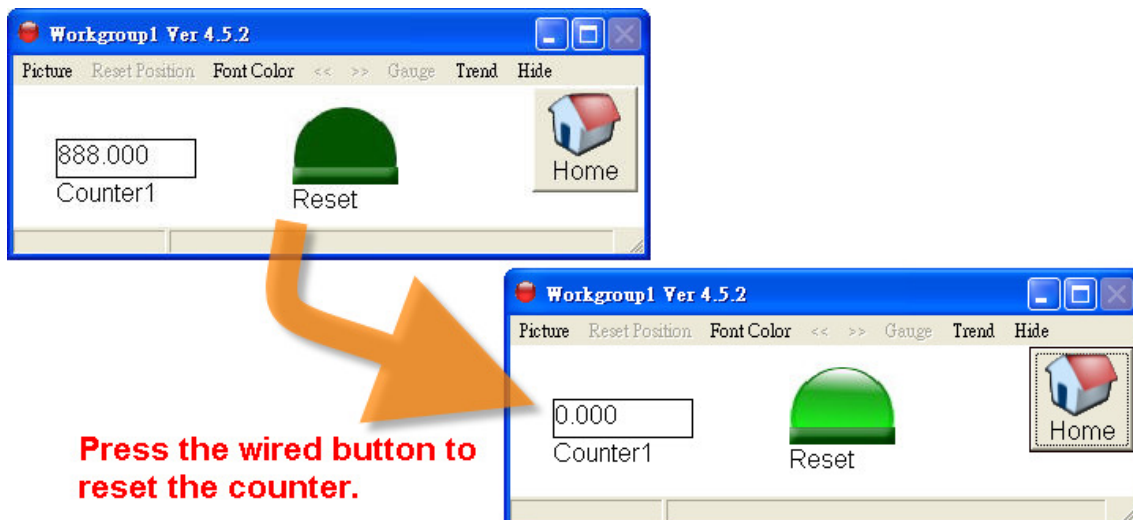 Workgroup1 Ver 4.5.2
Picture Reset Position Font Color << >> Gauge Trend Hide
888.000
Counter1
Reset
Home
Workgroup1 Ver 4.5.2
Picture Reset Position Font Color << >> Gauge Trend Hide
0.000
Counter1
Reset
Home
Press the wired button to
reset the counter.